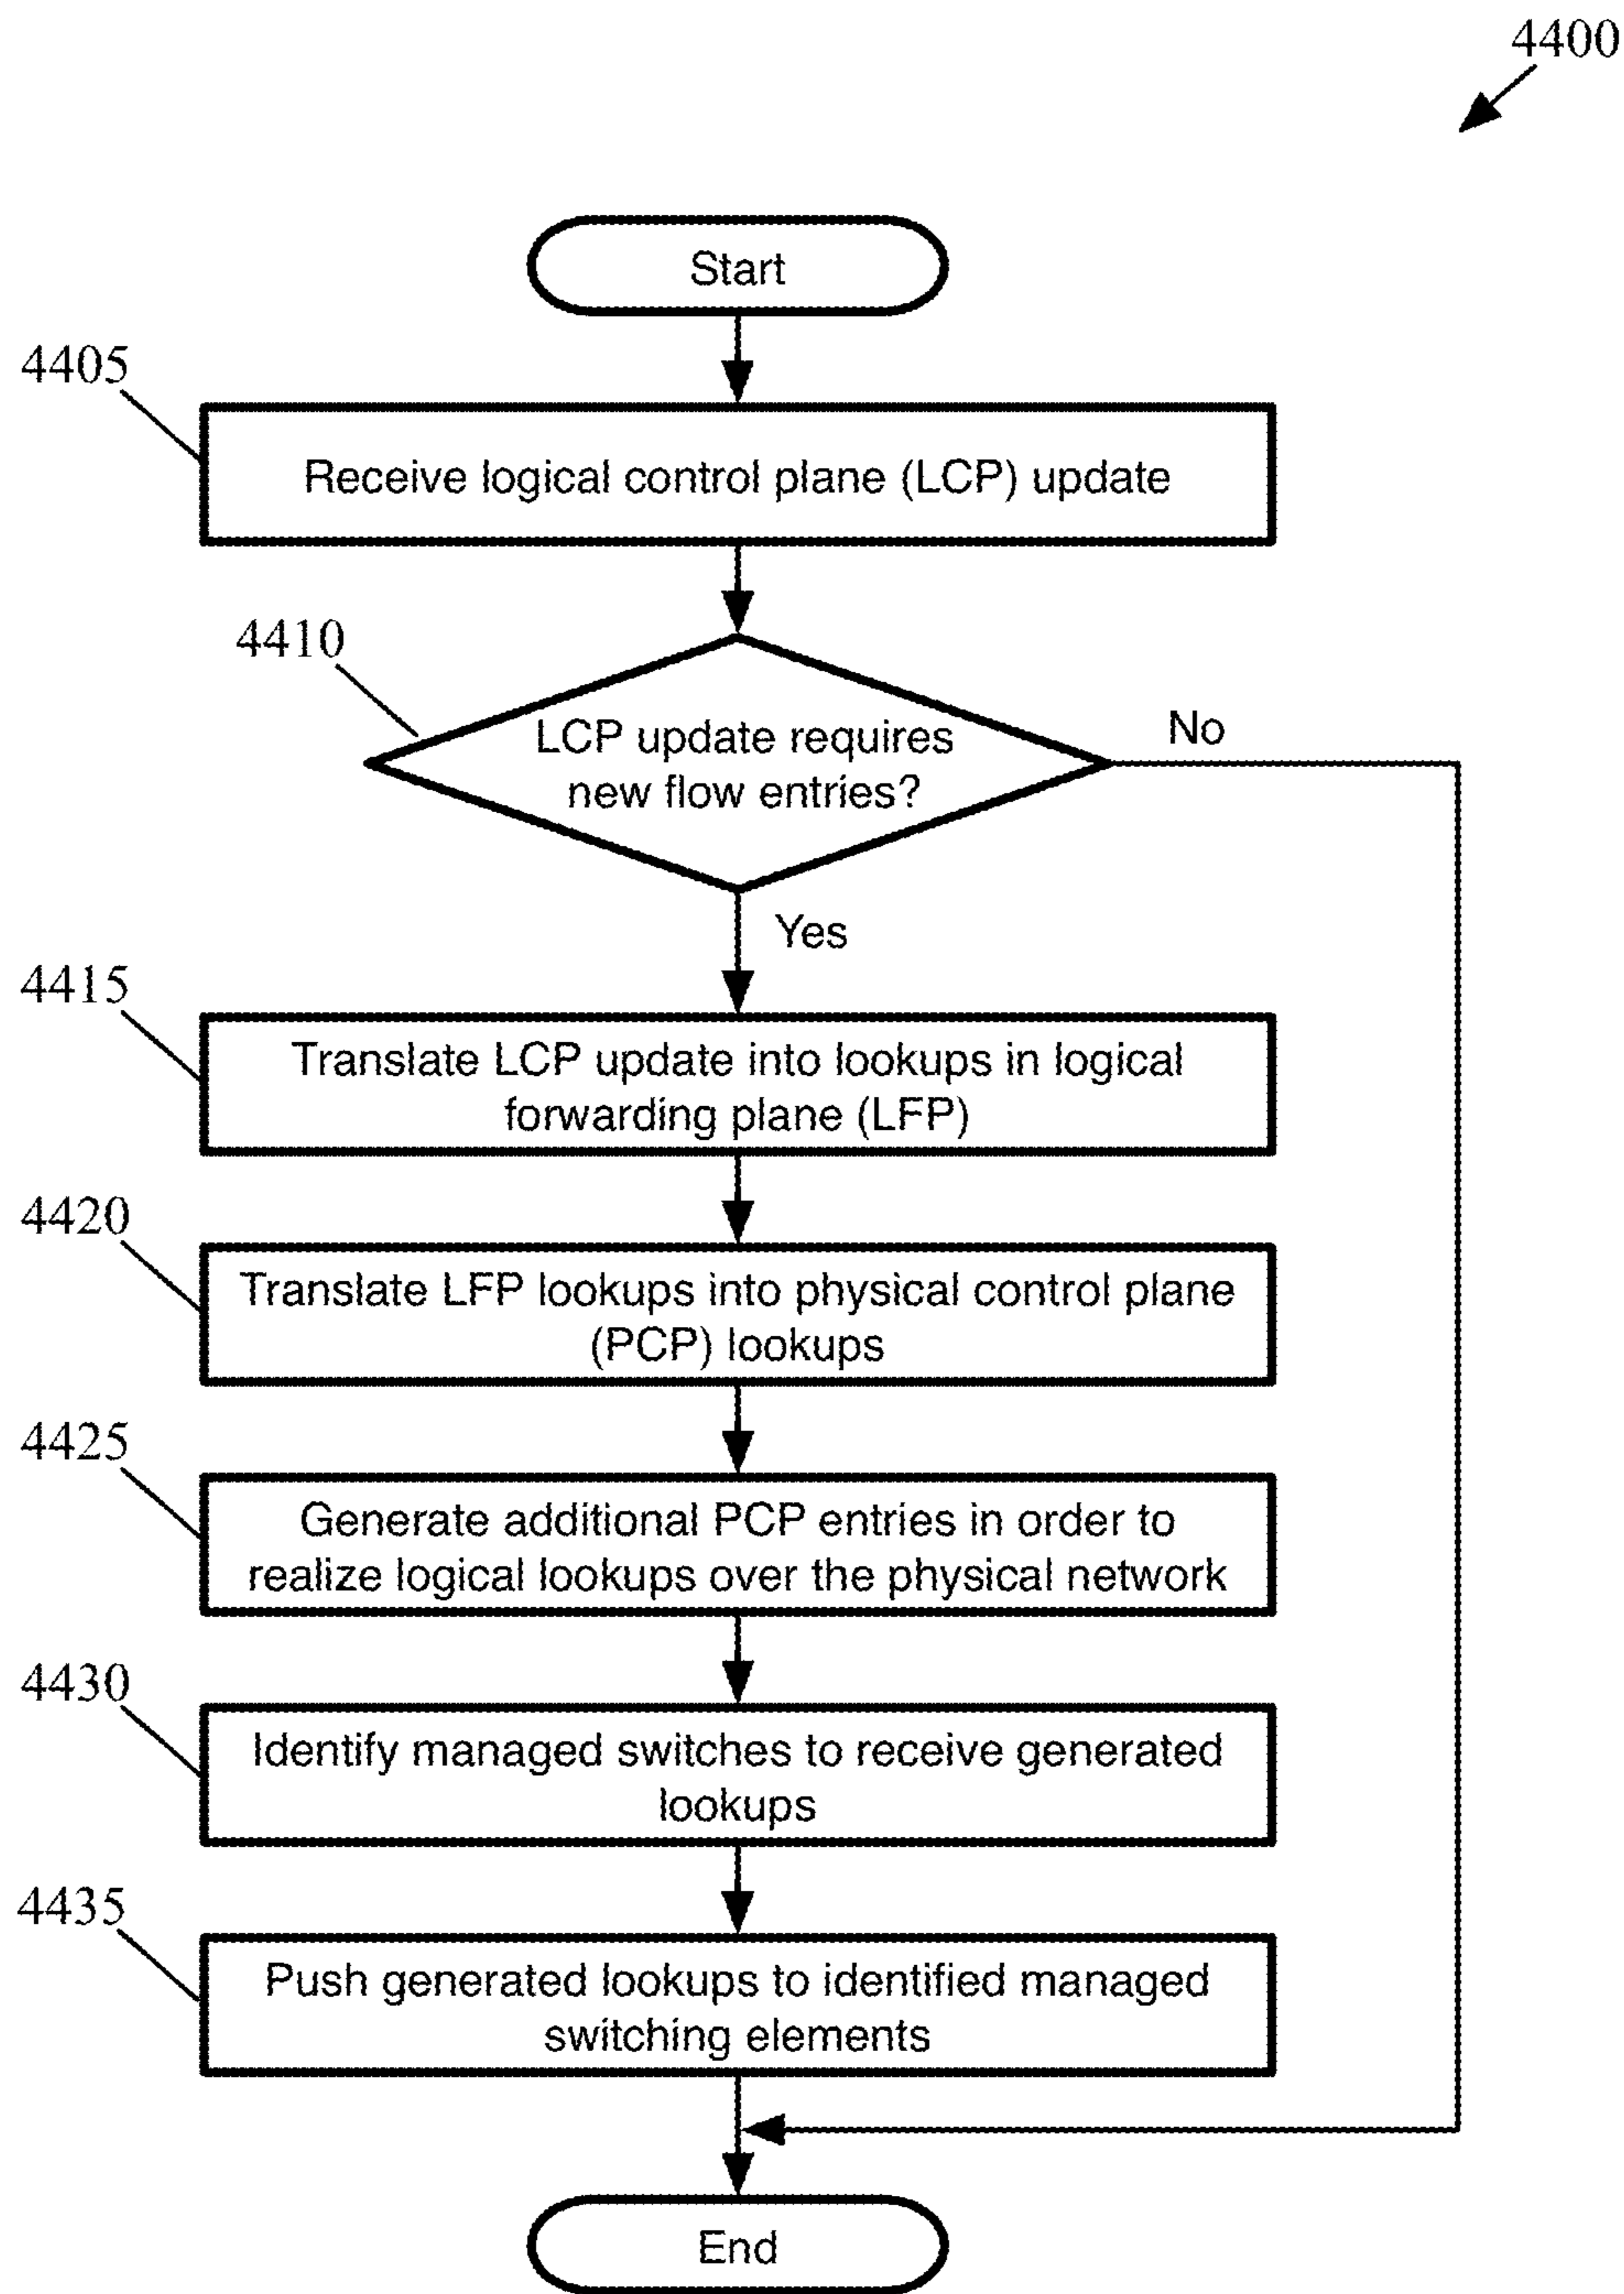 4400
Start
4405
Receive logical control plane (LCP) update
4410
LCP update requires
new flow entries?
No
Yes
4415
Translate LCP update into lookups in logical
forwarding plane (LFP)
4420
Translate LFP lookups into physical control plane
(PCP) lookups
4425
Generate additional PCP entries in order to
realize logical lookups over the physical network
4430
Identify managed switches to receive generated
lookups
4435
Push generated lookups to identified managed
switching elements
End